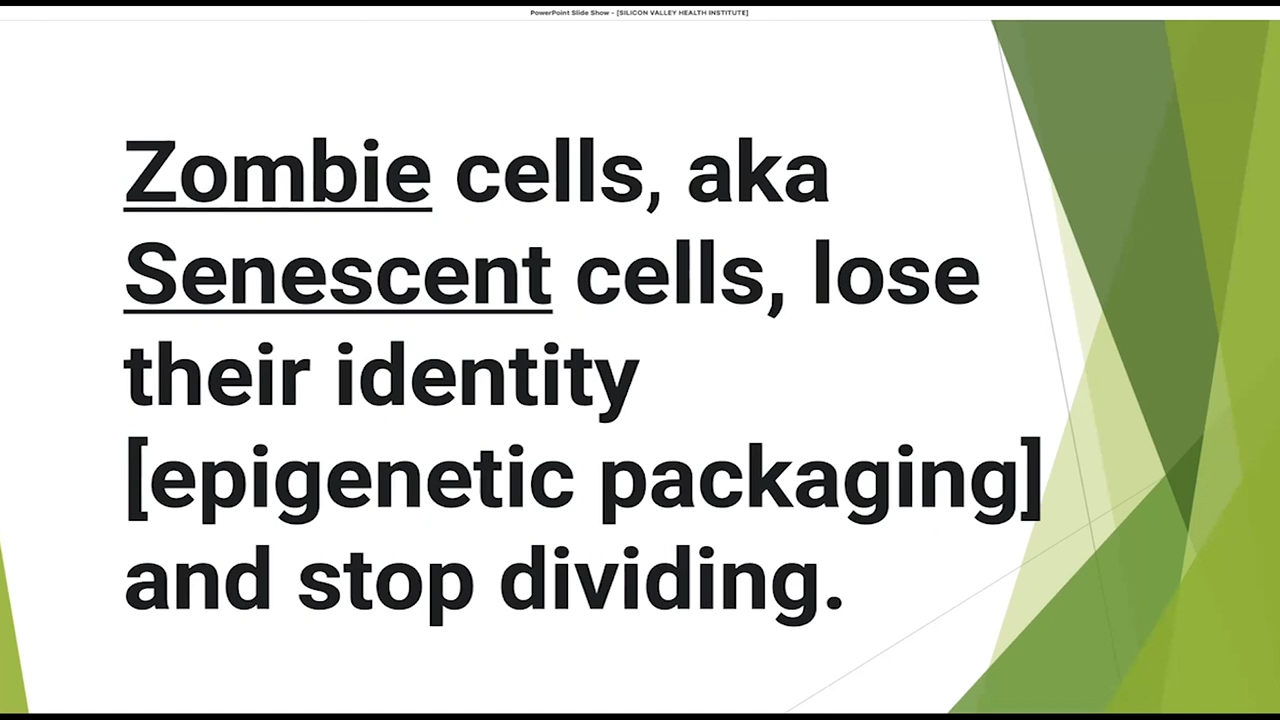 PowerPoint Slide Show - [SILICON VALLEY HEALTH INSTITUTE]
Zombie cells, aka
Senescent cells, lose
their identity
[epigenetic packaging]
and stop dividing.